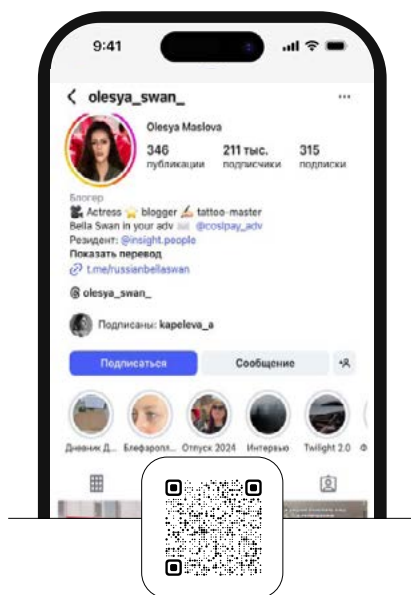 9:41
olesya_swan_
Olesya Maslova
346 211 тыс. 315
публикации подписчики подписки
Блогер
Actress ⭐ blogger ✍ tattoo-master
Bella Swan in your adv @coslpay_adv
Резидент: @insight.people
Показать перевод
t.me/russianbellaswan
olesya_swan_
Подписаны: kapeleva_a
Подписаться Сообщение
Дневник Д... Блефаропл... Отпуск 2024 Интервью Twilight 2.0